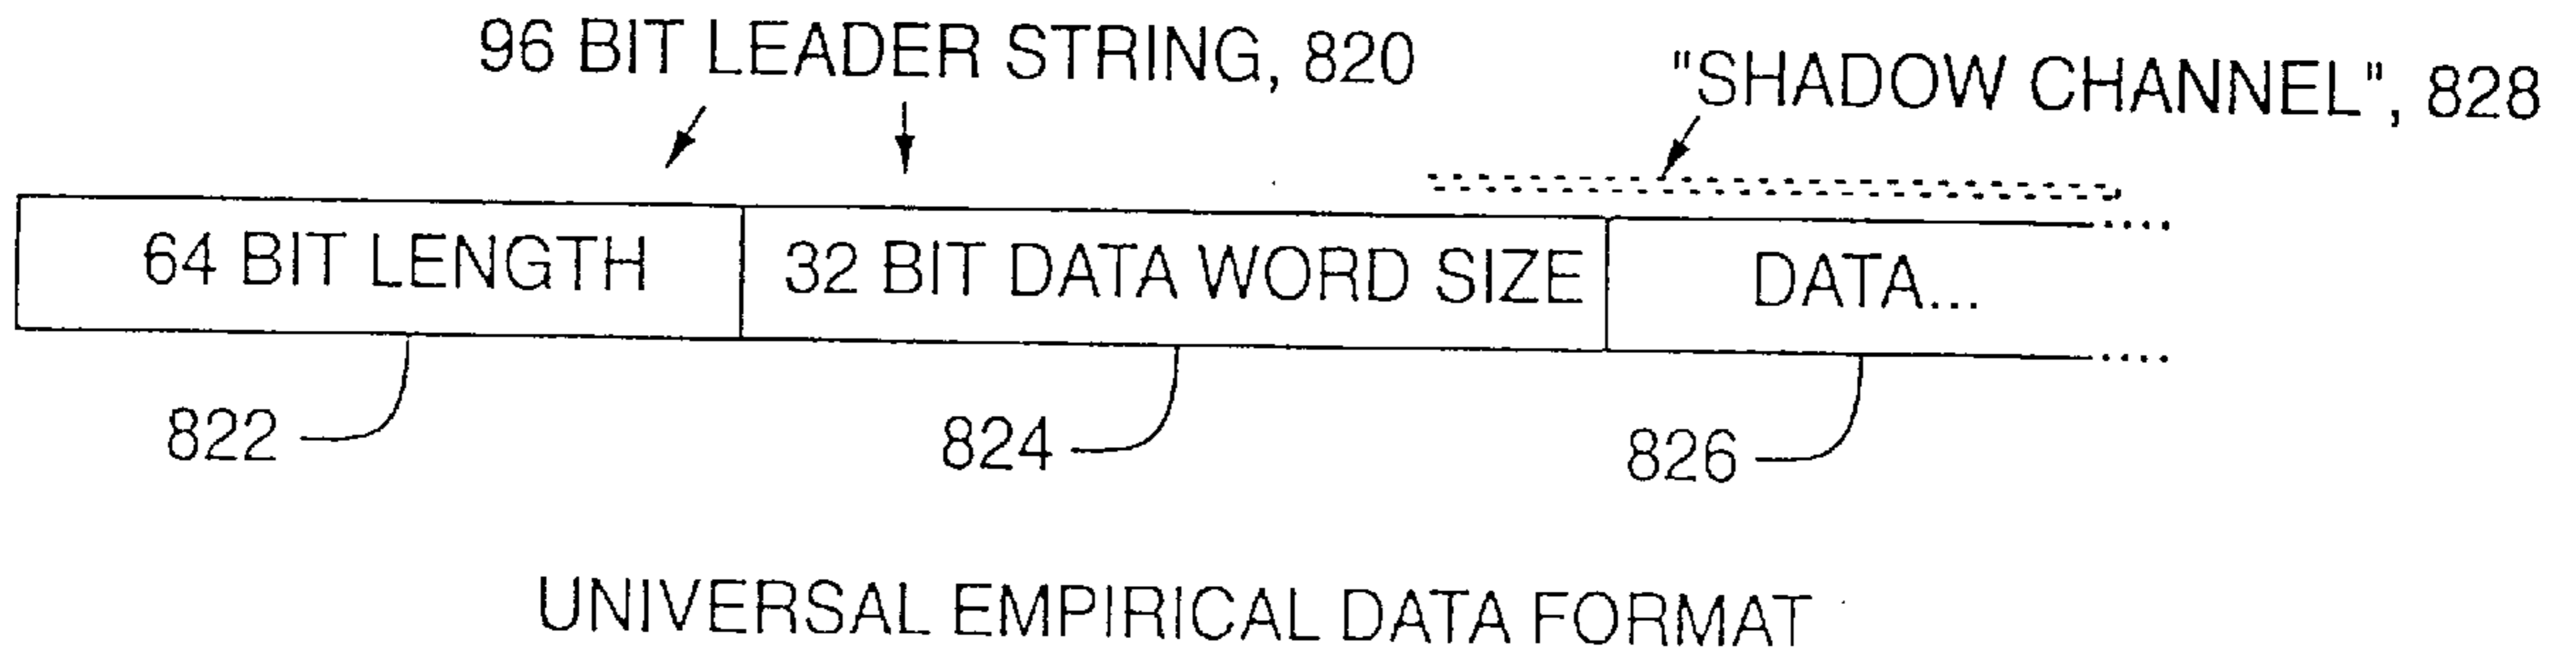 96 BIT LEADER STRING, 820
"SHADOW CHANNEL", 828
64 BIT LENGTH
32 BIT DATA WORD SIZE
DATA...
822
824
826
UNIVERSAL EMPIRICAL DATA FORMAT